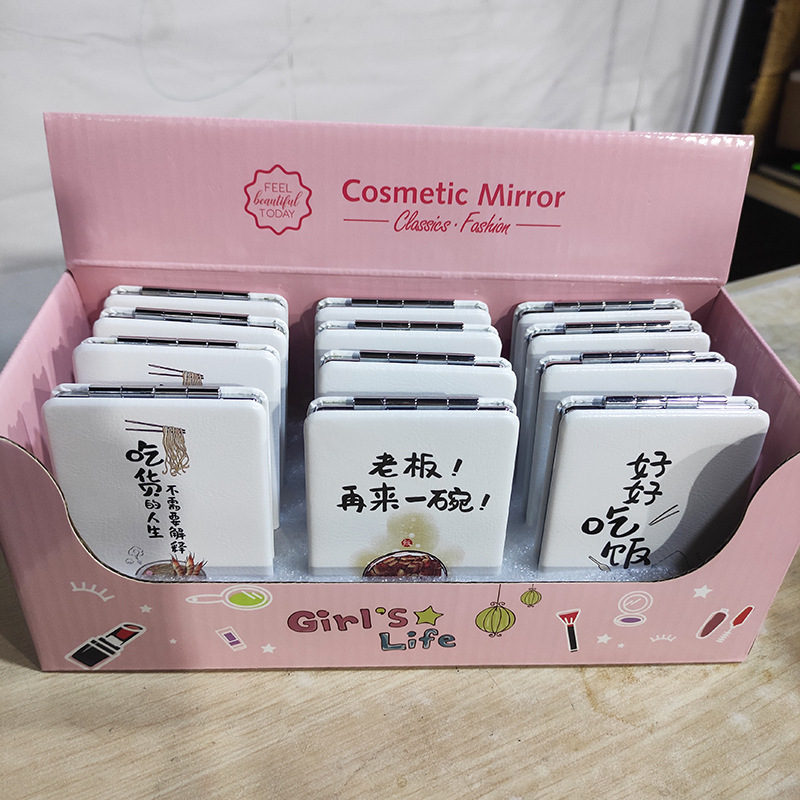 FEEL
beautiful
TODAY
Cosmetic Mirror
Classics · Fashion
吃货的人生
不需要解释
老板！
再来一碗！
好好
吃饭
Girl's
Life